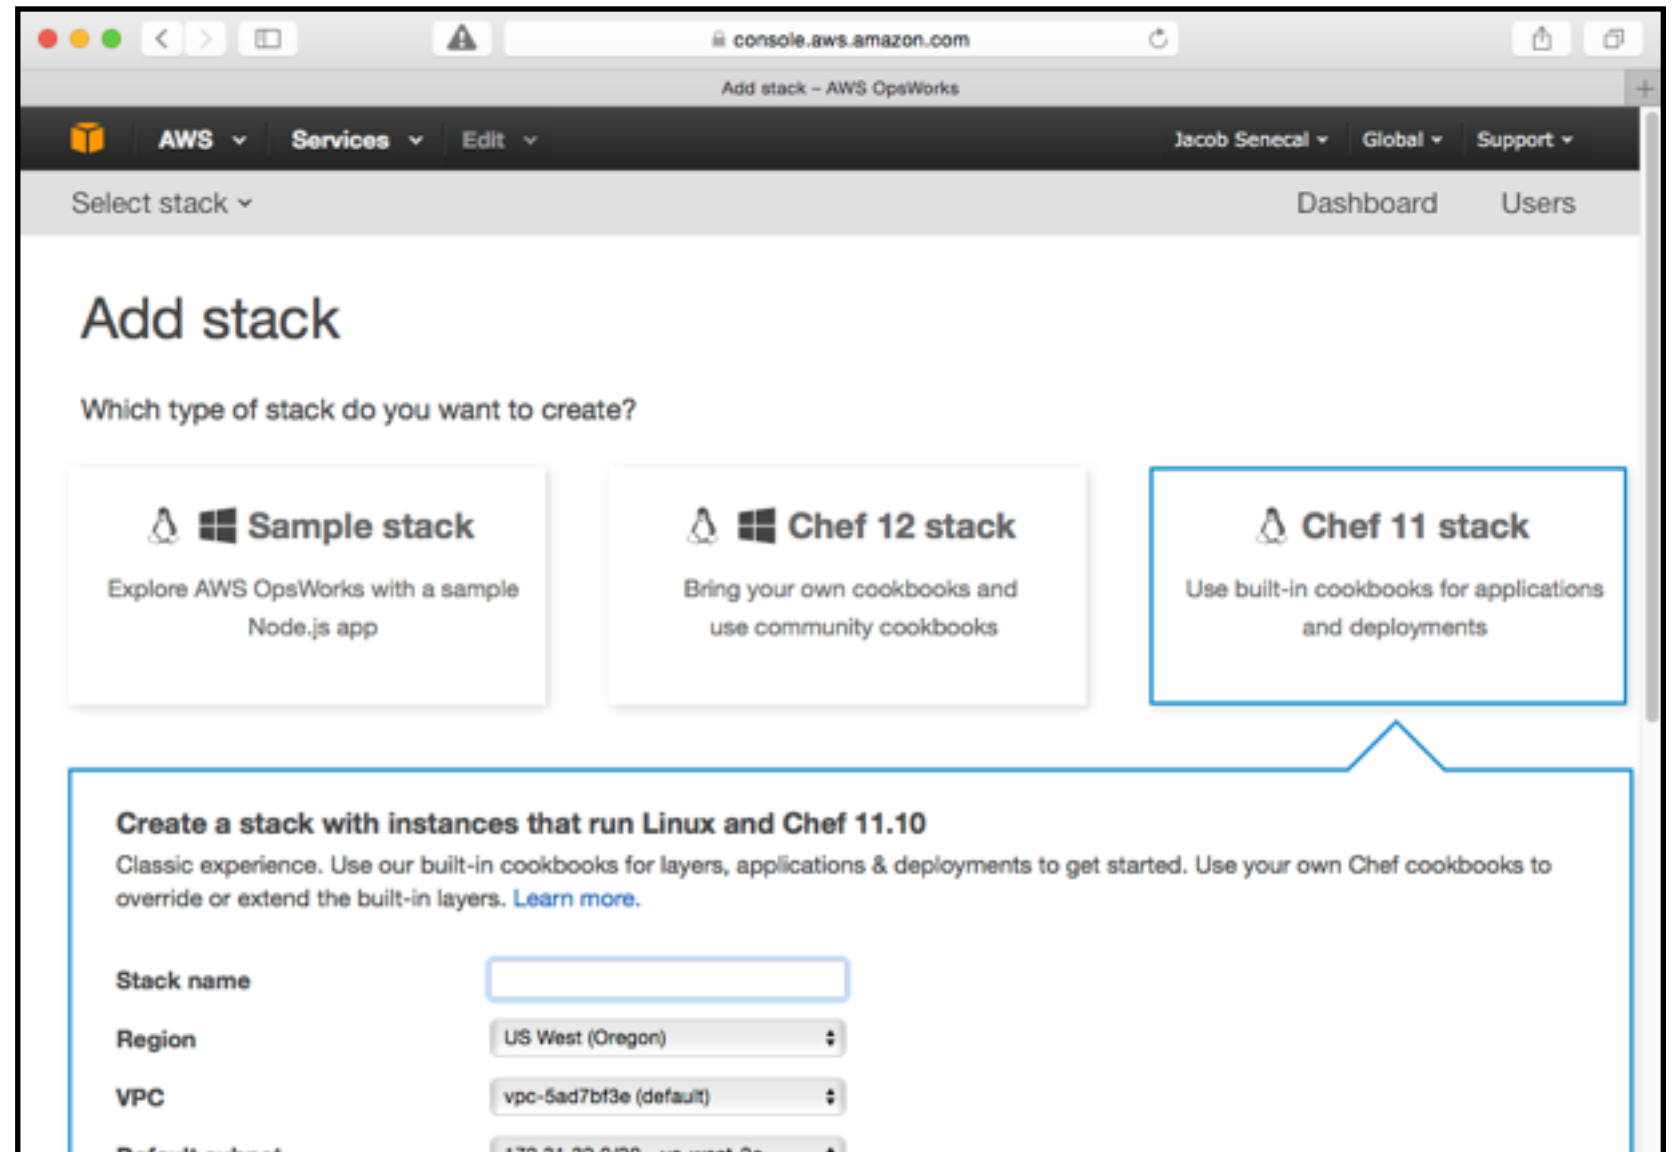 console.aws.amazon.com
Add stack – AWS OpsWorks
AWS Services Edit Jacob Senecal Global Support
Select stack Dashboard Users
Add stack
Which type of stack do you want to create?
Sample stack
Explore AWS OpsWorks with a sample
Node.js app
Chef 12 stack
Bring your own cookbooks and
use community cookbooks
Chef 11 stack
Use built-in cookbooks for applications
and deployments
Create a stack with instances that run Linux and Chef 11.10
Classic experience. Use our built-in cookbooks for layers, applications & deployments to get started. Use your own Chef cookbooks to
override or extend the built-in layers. Learn more.
Stack name
Region US West (Oregon)
VPC vpc-5ad7bf3e (default)
Default subnet